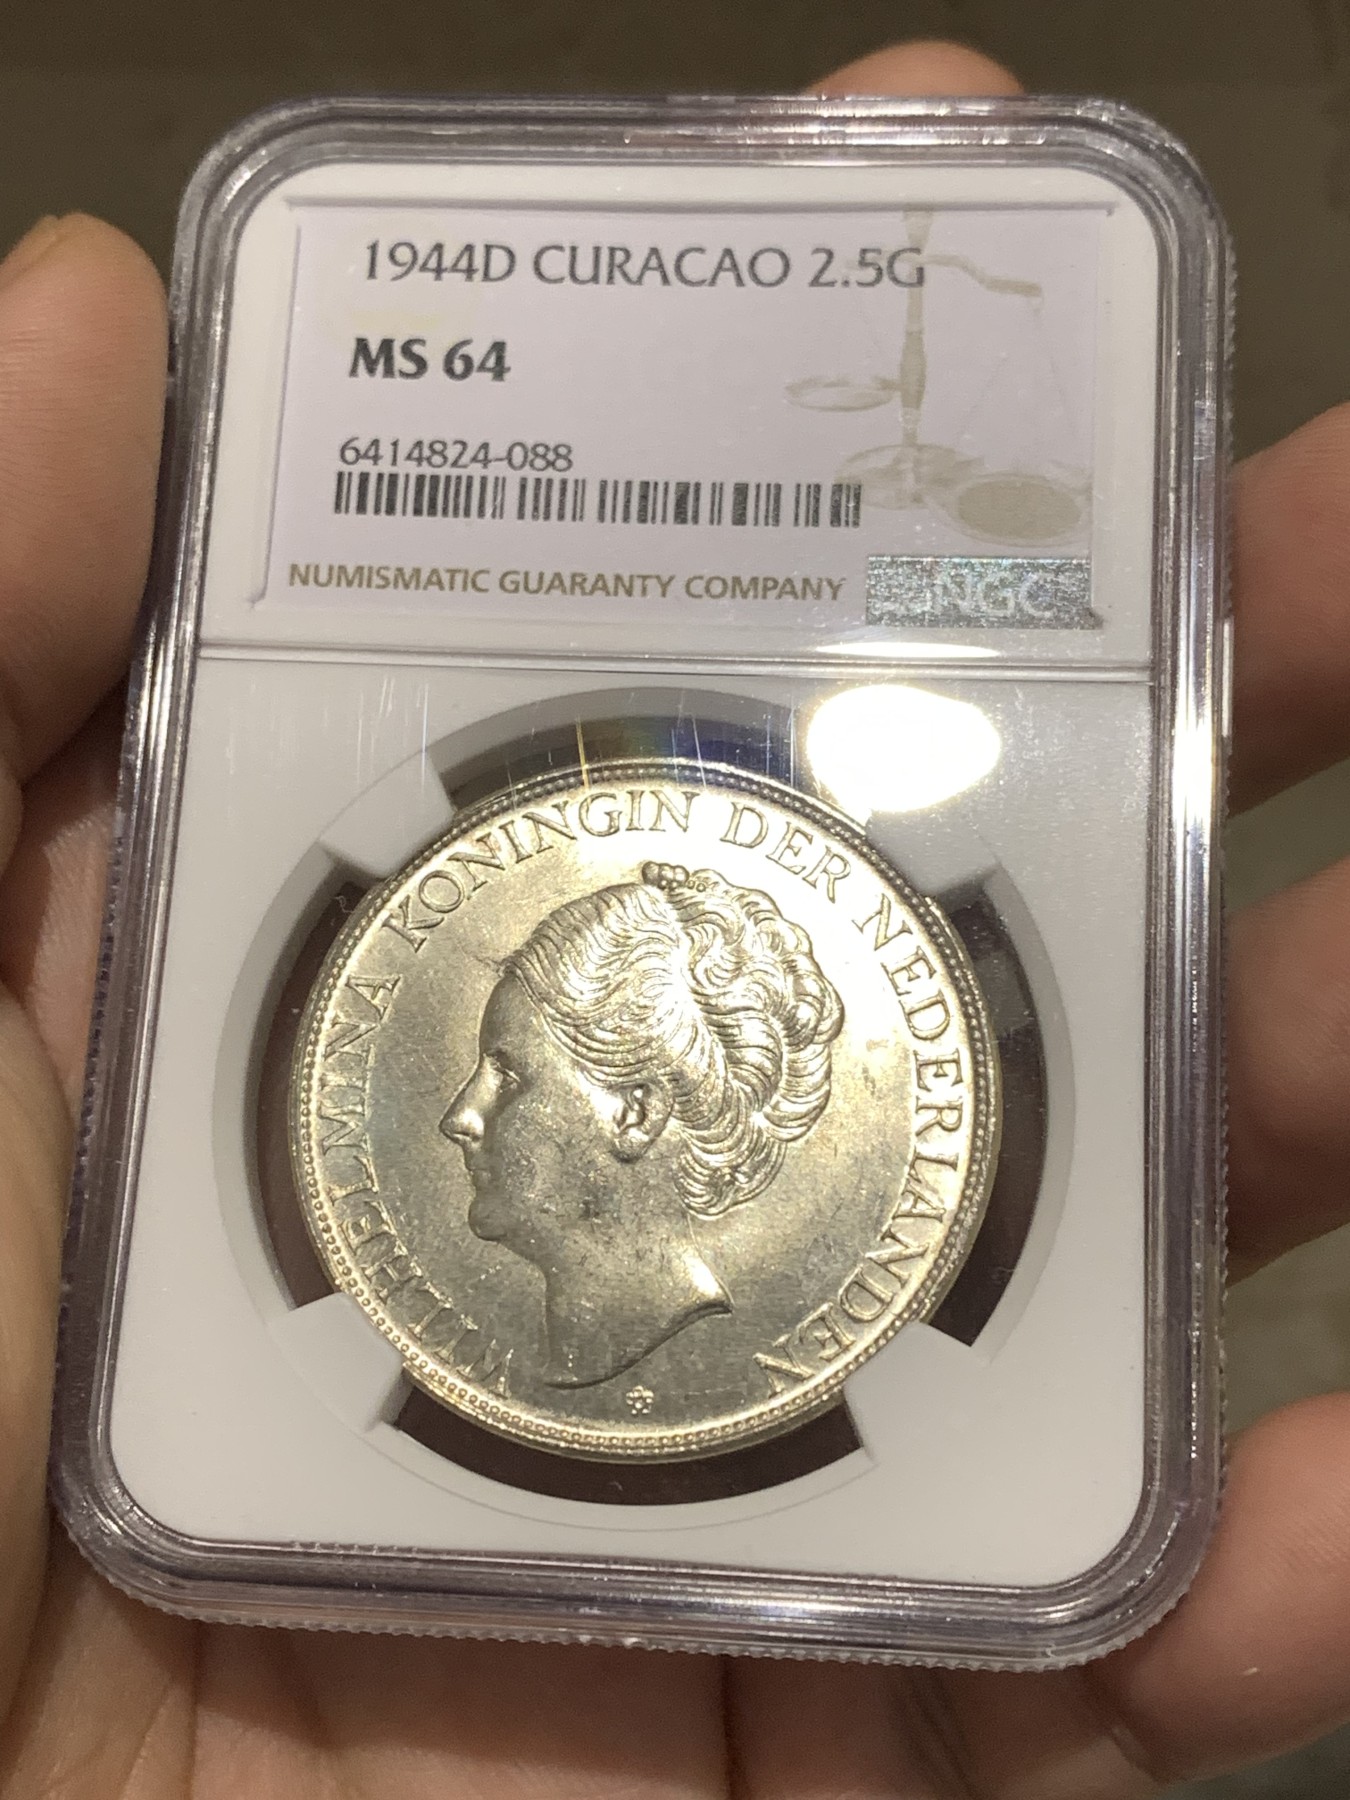 1944D CURACAO 2.5G
MS 64
6414824-088
NUMISMATIC GUARANTY COMPANY
NGC
WILHELMINA KONINGIN DER NEDERLANDEN